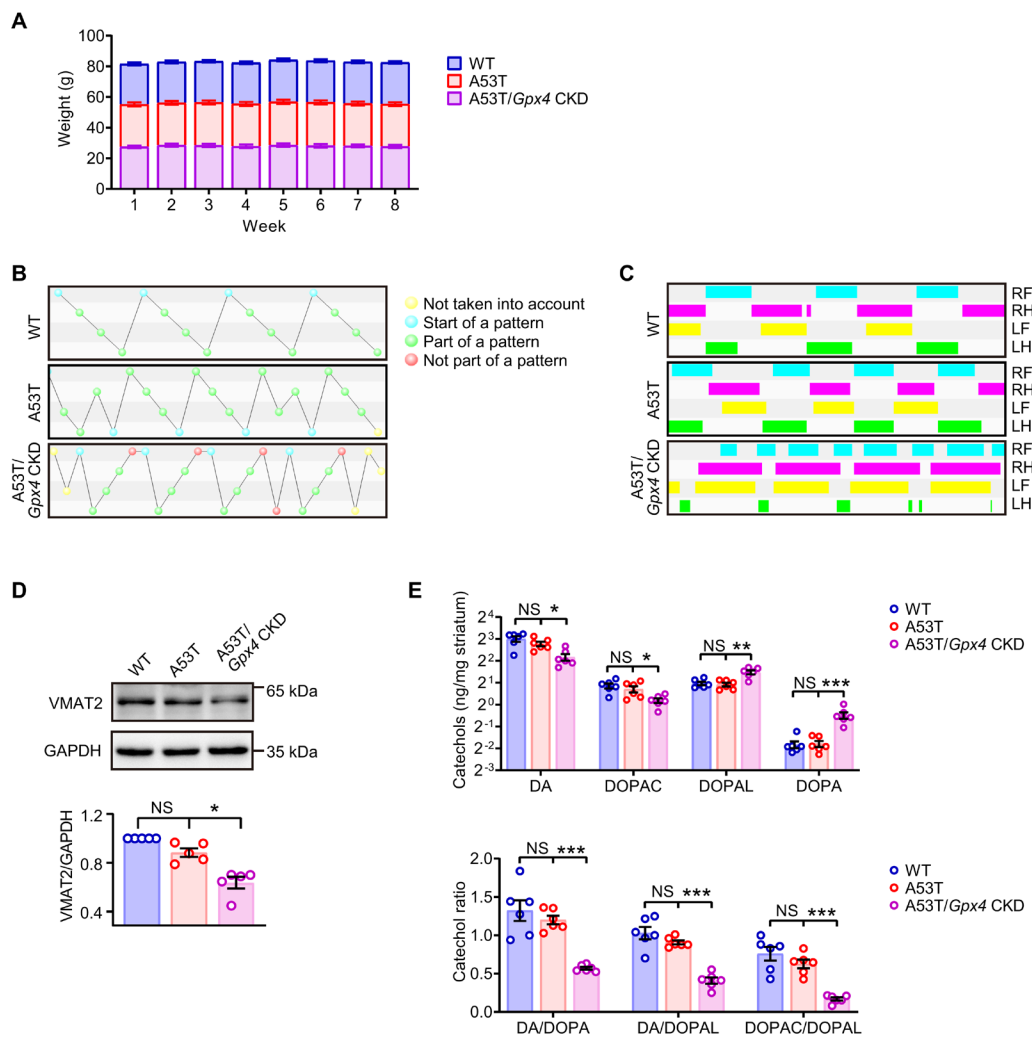 A
Weight (g)
100
80
60
40
20
0
1 2 3 4 5 6 7 8
Week
WT
A53T
A53T/Gpx4 CKD
B
WT
A53T
A53T/
Gpx4 CKD
Not taken into account
Start of a pattern
Part of a pattern
Not part of a pattern
C
WT
RF
RH
LF
LH
A53T
RF
RH
LF
LH
A53T/
Gpx4 CKD
RF
RH
LF
LH
D
WT
A53T
A53T/
Gpx4 CKD
VMAT2
65 kDa
GAPDH
35 kDa
VMAT2/GAPDH
1.2
0.8
0.4
NS *
E
Catechols (ng/mg striatum)
2^4
2^3
2^2
2^1
2^0
2^-1
2^-2
2^-3
NS *
NS *
NS **
NS ***
DA DOPAC DOPAL DOPA
WT
A53T
A53T/Gpx4 CKD
Catechol ratio
2.0
1.5
1.0
0.5
0.0
NS ***
NS ***
NS ***
DA/DOPA DA/DOPAL DOPAC/DOPAL
WT
A53T
A53T/Gpx4 CKD